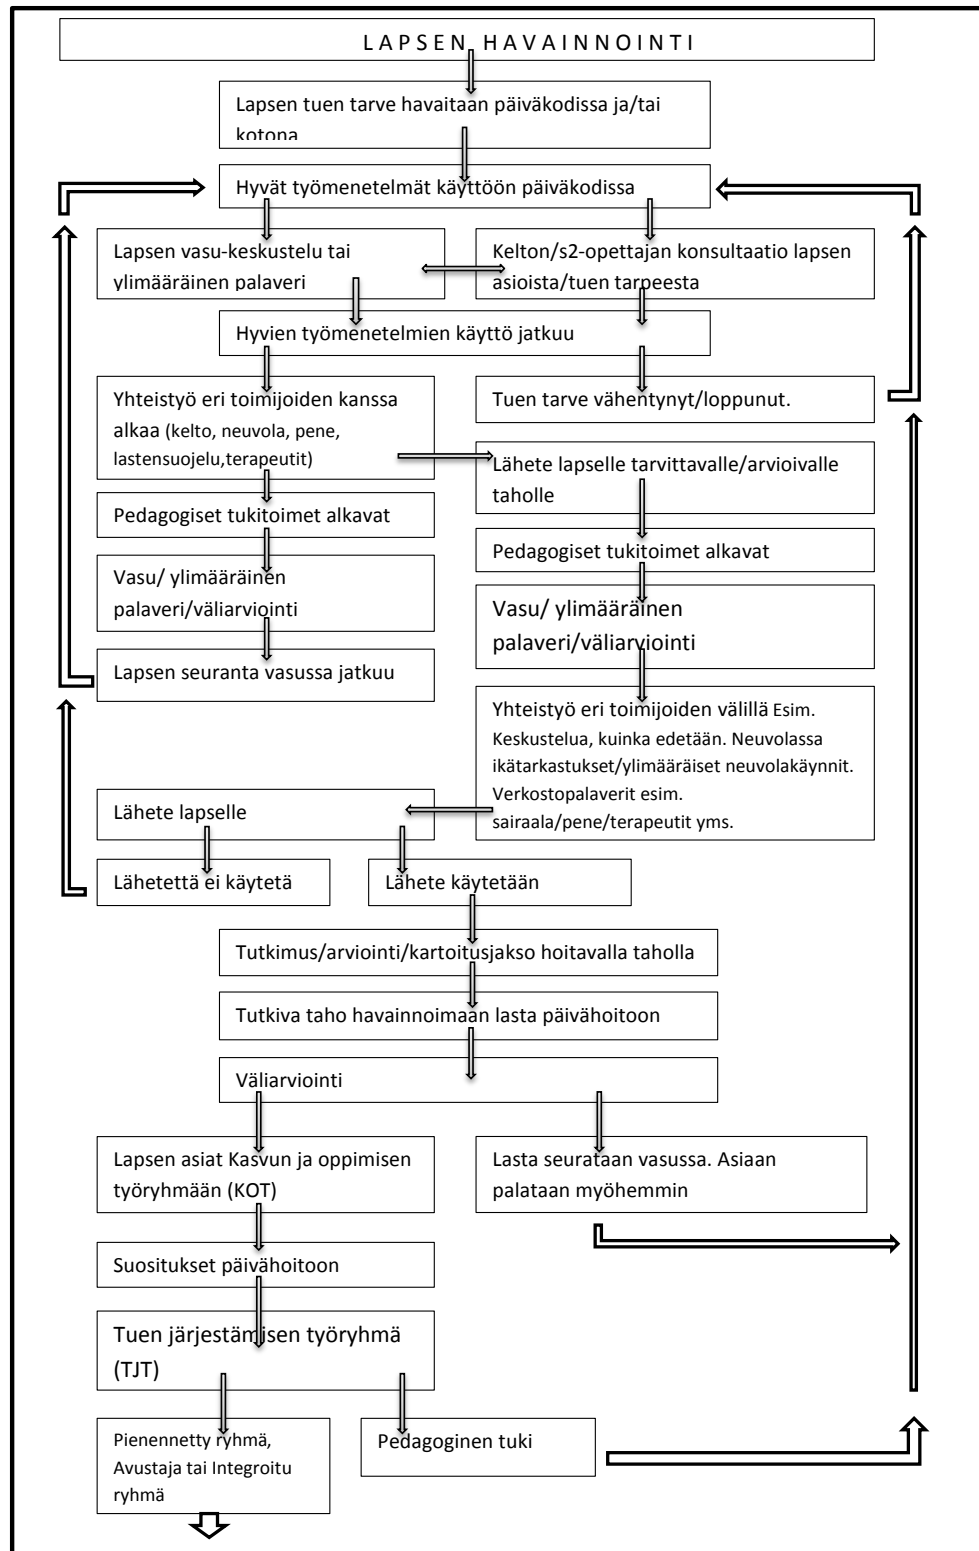 LAPSEN HAVAINNOINTI
Lapsen tuen tarve havaitaan päiväkodissa ja/tai
kotona
Hyvät työmenetelmät käyttöön päiväkodissa
Lapsen vasu-keskustelu tai
ylimääräinen palaveri
Kelton/s2-opettajan konsultaatio lapsen
asioista/tuen tarpeesta
Hyvien työmenetelmien käyttö jatkuu
Yhteistyö eri toimijoiden kanssa
alkaa (kelto, neuvola, pene,
lastensuojelu,terapeutit)
Tuen tarve vähentynyt/loppunut.
Lähete lapselle tarvittavalle/arvioivalle
taholle
Pedagogiset tukitoimet alkavat
Pedagogiset tukitoimet alkavat
Vasu/ ylimääräinen
palaveri/väliarviointi
Vasu/ ylimääräinen
palaveri/väliarviointi
Lapsen seuranta vasussa jatkuu
Yhteistyö eri toimijoiden välillä Esim.
Keskustelua, kuinka edetään. Neuvolassa
ikätarkastukset/ylimääräiset neuvolakäynnit.
Verkostopalaverit esim.
sairaala/pene/terapeutit yms.
Lähete lapselle
Lähetettä ei käytetä
Lähete käytetään
Tutkimus/arviointi/kartoitusjakso hoitavalla taholla
Tutkiva taho havainnoimaan lasta päivähoitoon
Väliarviointi
Lapsen asiat Kasvun ja oppimisen
työryhmään (KOT)
Lasta seurataan vasussa. Asiaan
palataan myöhemmin
Suositukset päivähoitoon
Tuen järjestämisen työryhmä
(TJT)
Pienennetty ryhmä,
Avustaja tai Integroitu
ryhmä
Pedagoginen tuki